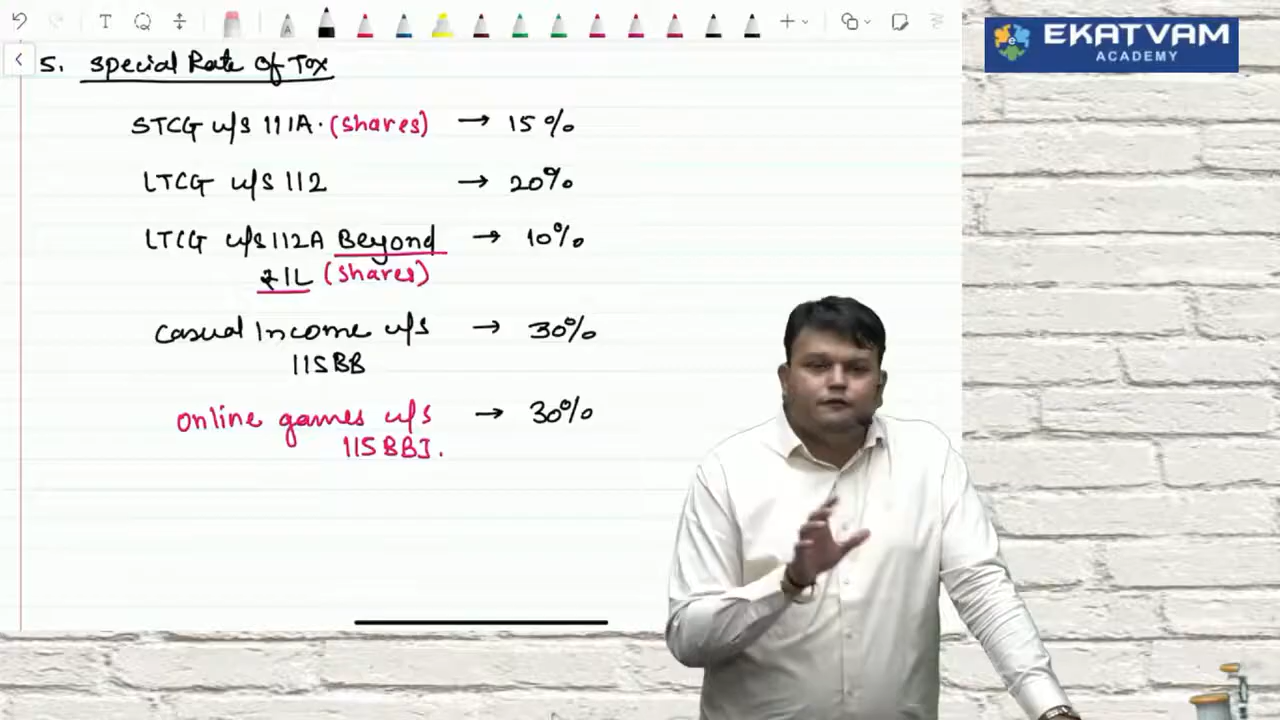 EKATVAM
ACADEMY
5. Special Rate of Tax
STCG u/s 111A. (shares) → 15%
LTCG u/s 112 → 20%
LTCG u/s 112A Beyond → 10%
₹1L (shares)
Casual Income u/s → 30%
115BB
Online games u/s → 30%
115BBJ.